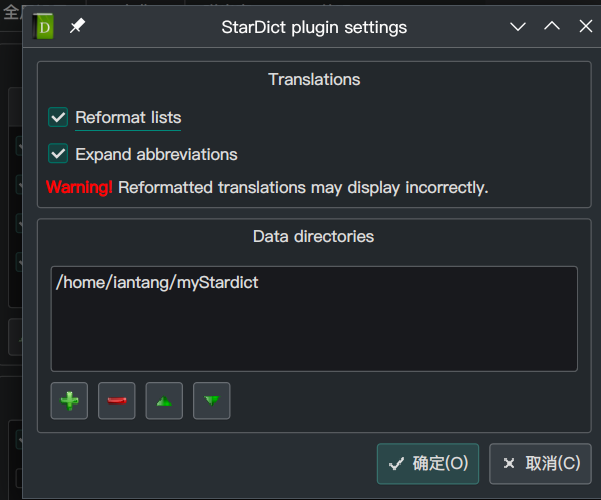 全
StarDict plugin settings
Translations
Reformat lists
Expand abbreviations
Warning! Reformatted translations may display incorrectly.
Data directories
/home/iantang/myStardict
确定(O)
取消(C)